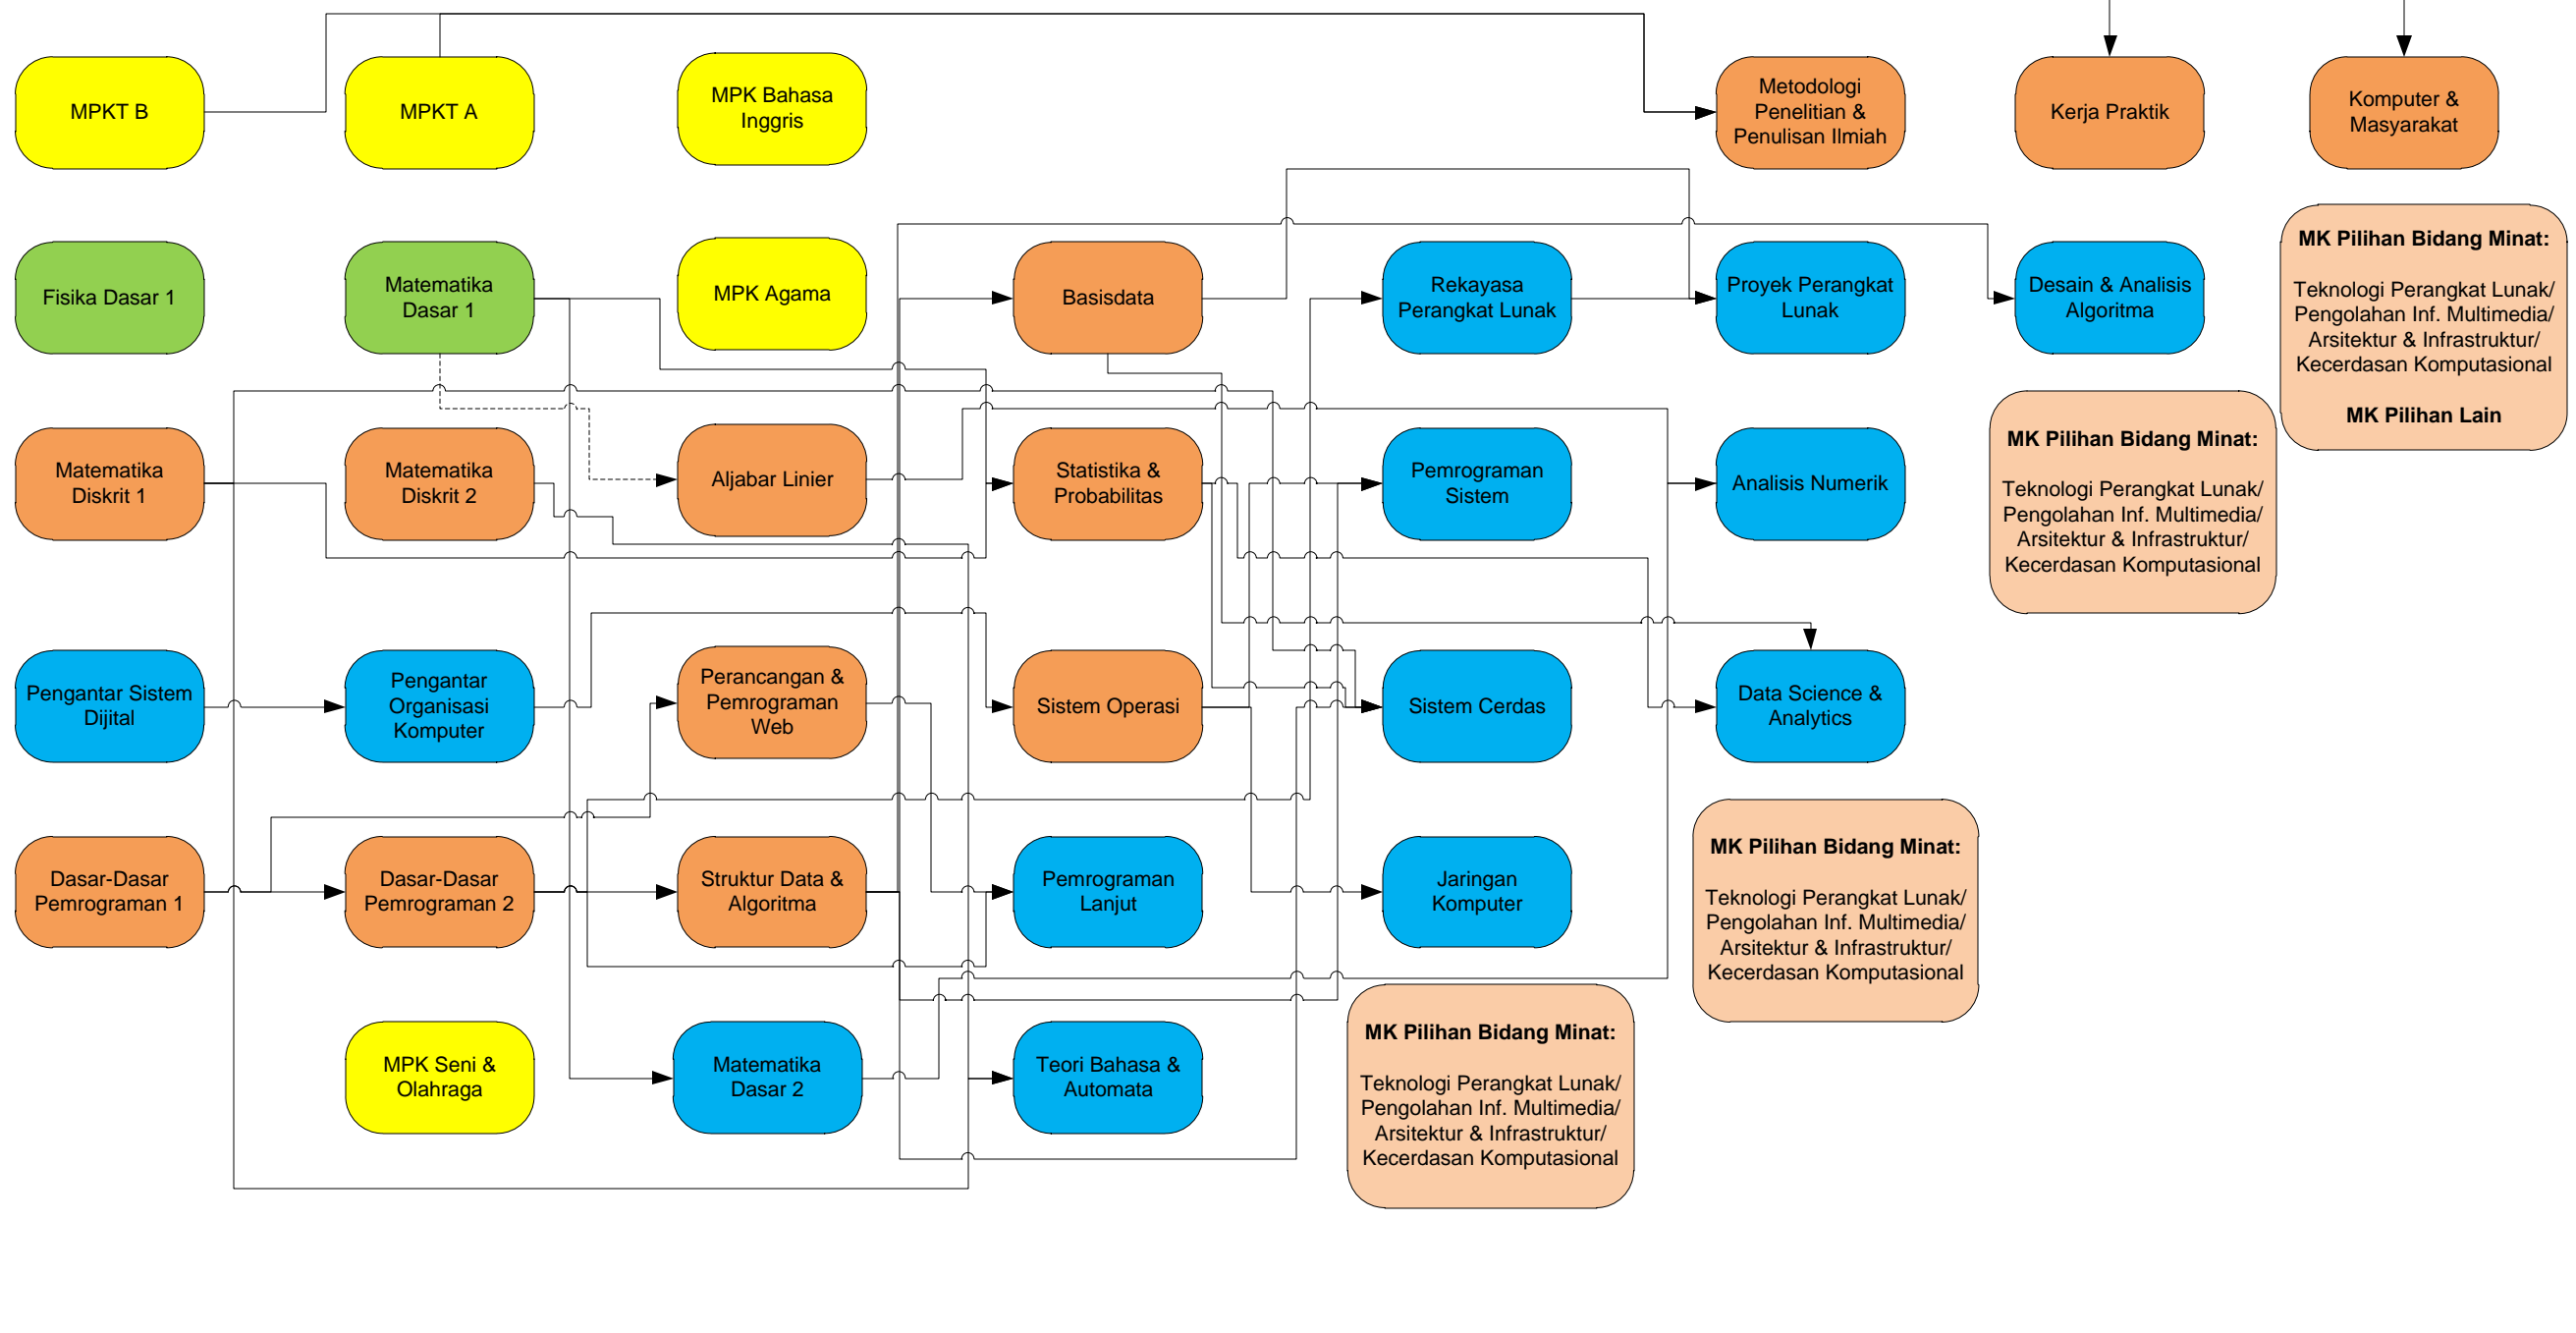 MPKT B
MPKT A
MPK Bahasa
Inggris
Metodologi
Penelitian &
Penulisan Ilmiah
Kerja Praktik
Komputer &
Masyarakat
Fisika Dasar 1
Matematika
Dasar 1
MPK Agama
Basisdata
Rekayasa
Perangkat Lunak
Proyek Perangkat
Lunak
Desain & Analisis
Algoritma
MK Pilihan Bidang Minat:
Teknologi Perangkat Lunak/
Pengolahan Inf. Multimedia/
Arsitektur & Infrastruktur/
Kecerdasan Komputasional
MK Pilihan Lain
Matematika
Diskrit 1
Matematika
Diskrit 2
Aljabar Linier
Statistika &
Probabilitas
Pemrograman
Sistem
Analisis Numerik
MK Pilihan Bidang Minat:
Teknologi Perangkat Lunak/
Pengolahan Inf. Multimedia/
Arsitektur & Infrastruktur/
Kecerdasan Komputasional
Pengantar Sistem
Dijital
Pengantar
Organisasi
Komputer
Perancangan &
Pemrograman
Web
Sistem Operasi
Sistem Cerdas
Data Science &
Analytics
Dasar-Dasar
Pemrograman 1
Dasar-Dasar
Pemrograman 2
Struktur Data &
Algoritma
Pemrograman
Lanjut
Jaringan
Komputer
MK Pilihan Bidang Minat:
Teknologi Perangkat Lunak/
Pengolahan Inf. Multimedia/
Arsitektur & Infrastruktur/
Kecerdasan Komputasional
MPK Seni &
Olahraga
Matematika
Dasar 2
Teori Bahasa &
Automata
MK Pilihan Bidang Minat:
Teknologi Perangkat Lunak/
Pengolahan Inf. Multimedia/
Arsitektur & Infrastruktur/
Kecerdasan Komputasional